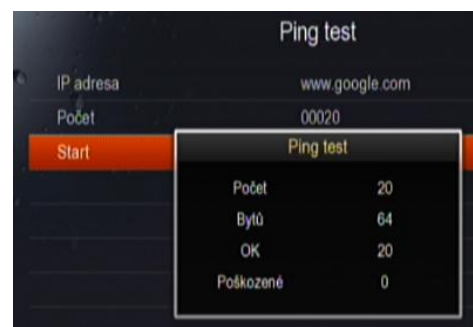 Ping test
IP adresa www.google.com
Počet 00020
Start
Ping test
Počet 20
Bytů 64
OK 20
Poškozené 0